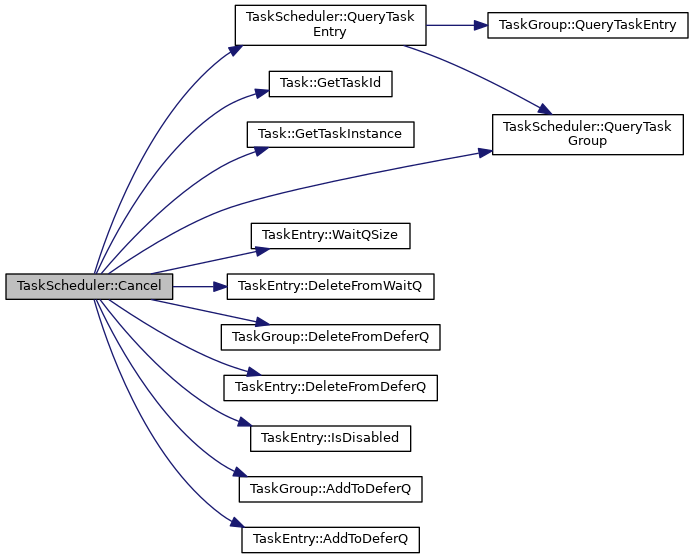 TaskScheduler::QueryTask
Entry
TaskGroup::QueryTaskEntry
Task::GetTaskId
TaskScheduler::QueryTask
Group
Task::GetTaskInstance
TaskEntry::WaitQSize
TaskScheduler::Cancel
TaskEntry::DeleteFromWaitQ
TaskGroup::DeleteFromDeferQ
TaskEntry::DeleteFromDeferQ
TaskEntry::IsDisabled
TaskGroup::AddToDeferQ
TaskEntry::AddToDeferQ